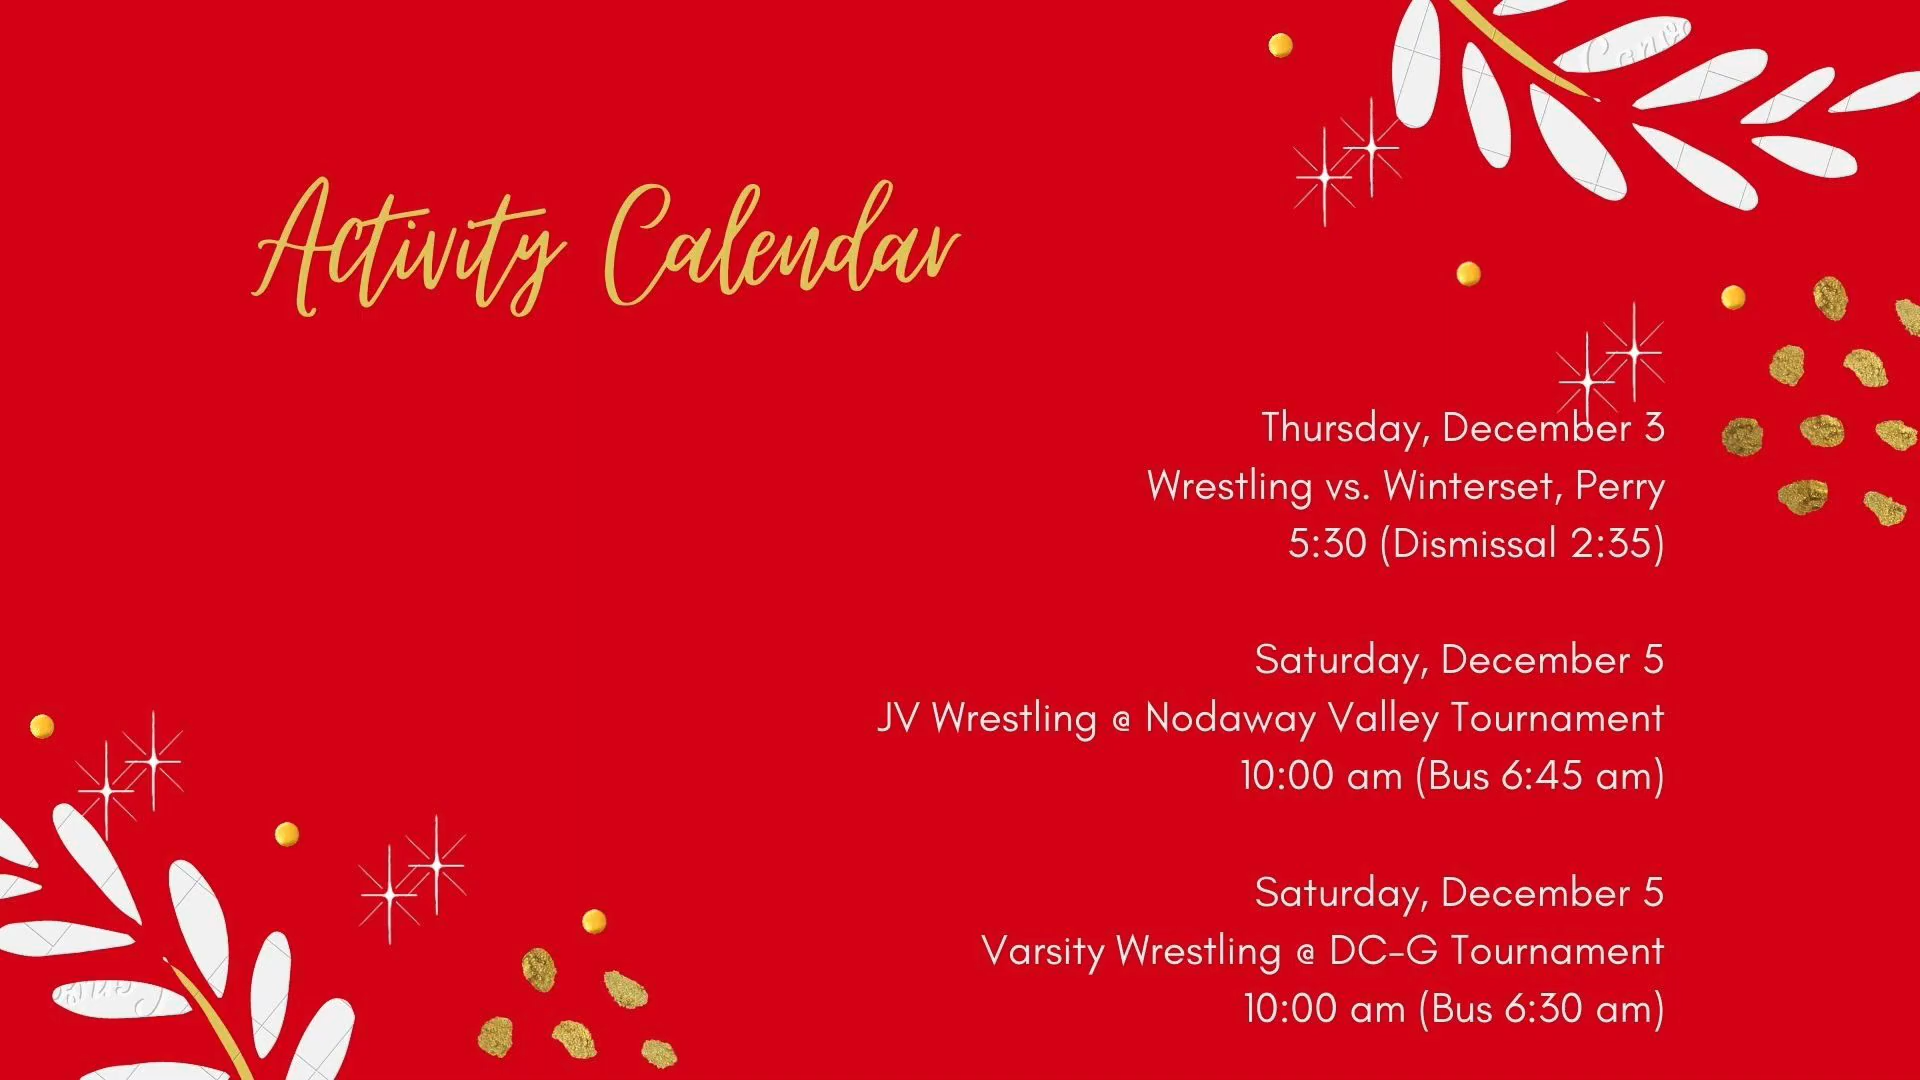 Activity Calendar
Thursday, December 3
Wrestling vs. Winterset, Perry
5:30 (Dismissal 2:35)
Saturday, December 5
JV Wrestling @ Nodaway Valley Tournament
10:00 am (Bus 6:45 am)
Saturday, December 5
Varsity Wrestling @ DC-G Tournament
10:00 am (Bus 6:30 am)